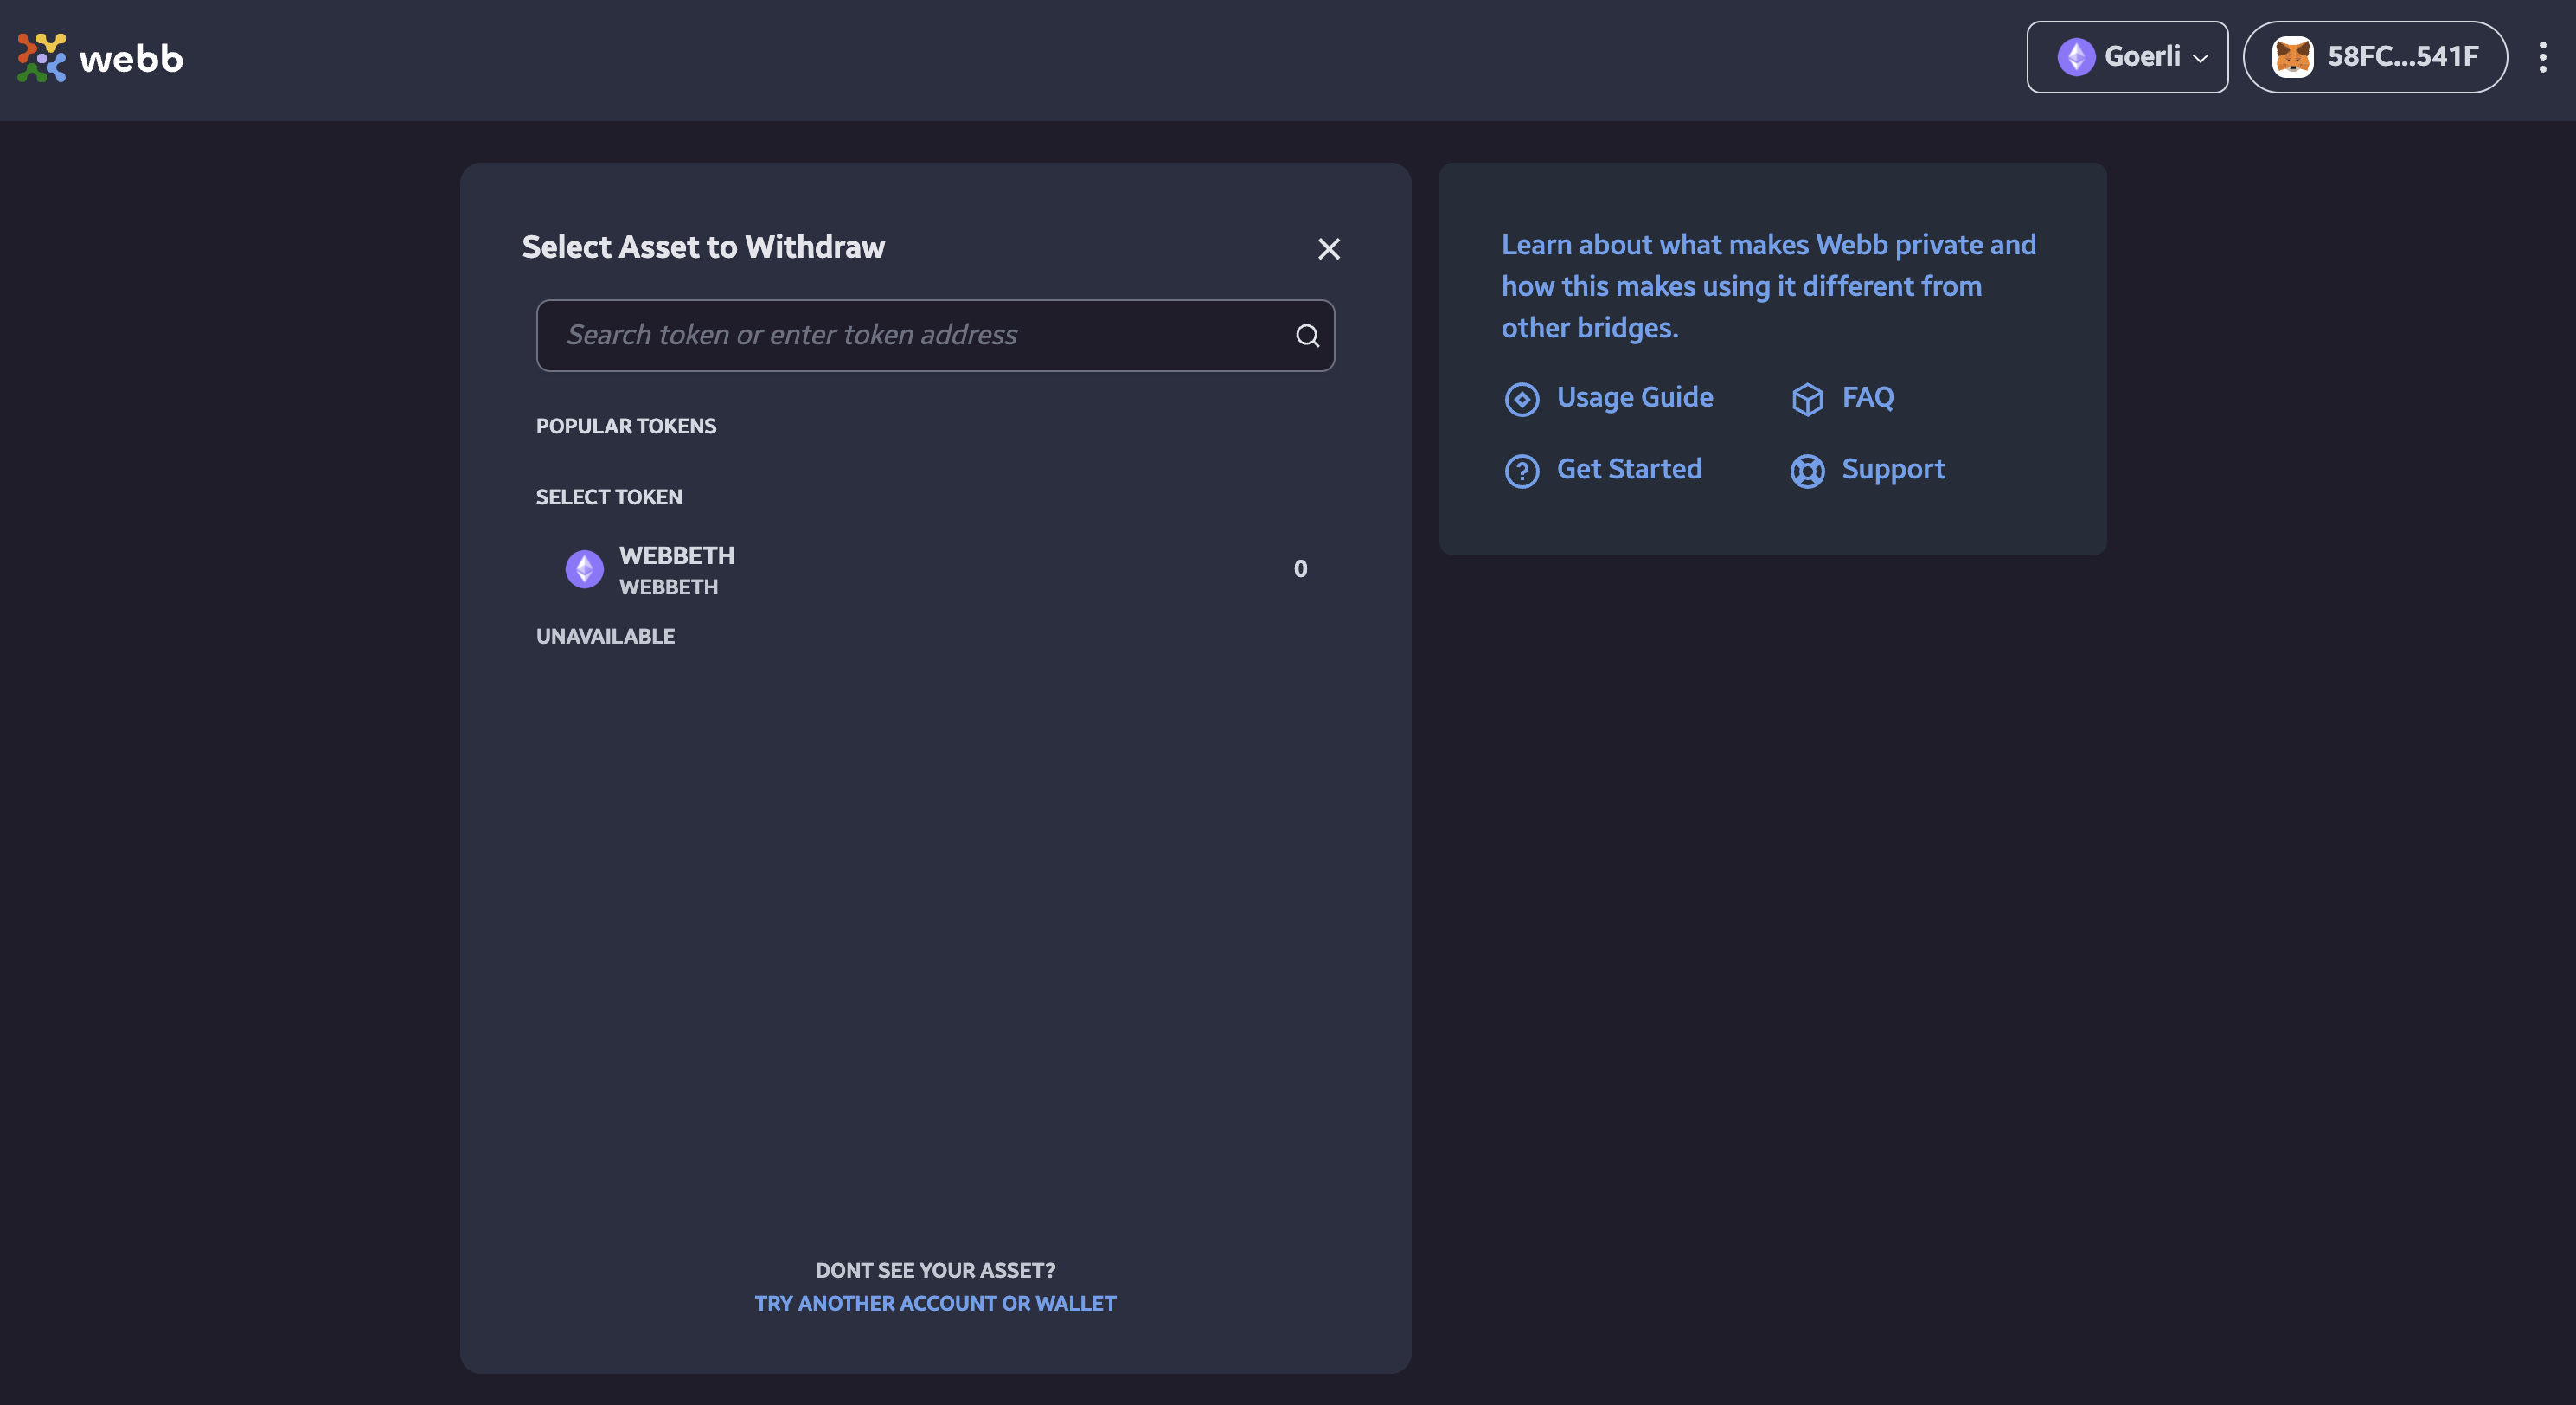 webb
Goerli
58FC...541F
Select Asset to Withdraw
Search token or enter token address
POPULAR TOKENS
SELECT TOKEN
WEBBETH
WEBBETH
0
UNAVAILABLE
DONT SEE YOUR ASSET?
TRY ANOTHER ACCOUNT OR WALLET
Learn about what makes Webb private and
how this makes using it different from
other bridges.
Usage Guide
FAQ
Get Started
Support